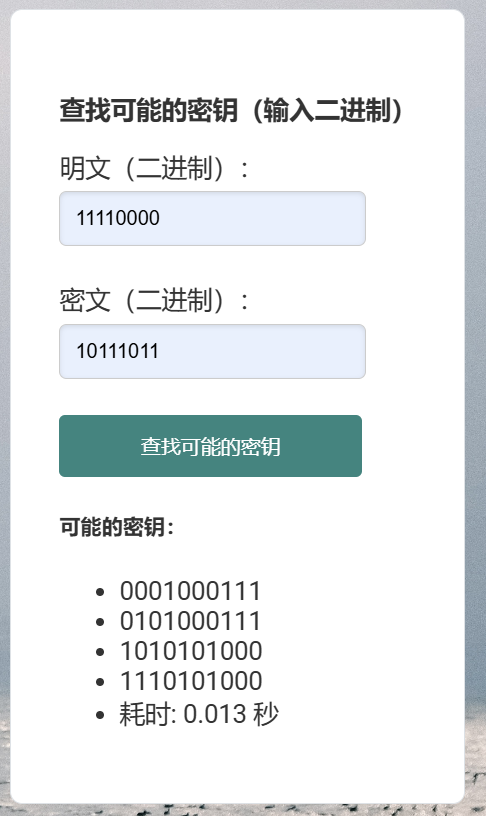 查找可能的密钥（输入二进制）
明文（二进制）:
11110000
密文（二进制）:
10111011
查找可能的密钥
可能的密钥:
• 0001000111
• 0101000111
• 1010101000
• 1110101000
• 耗时: 0.013 秒